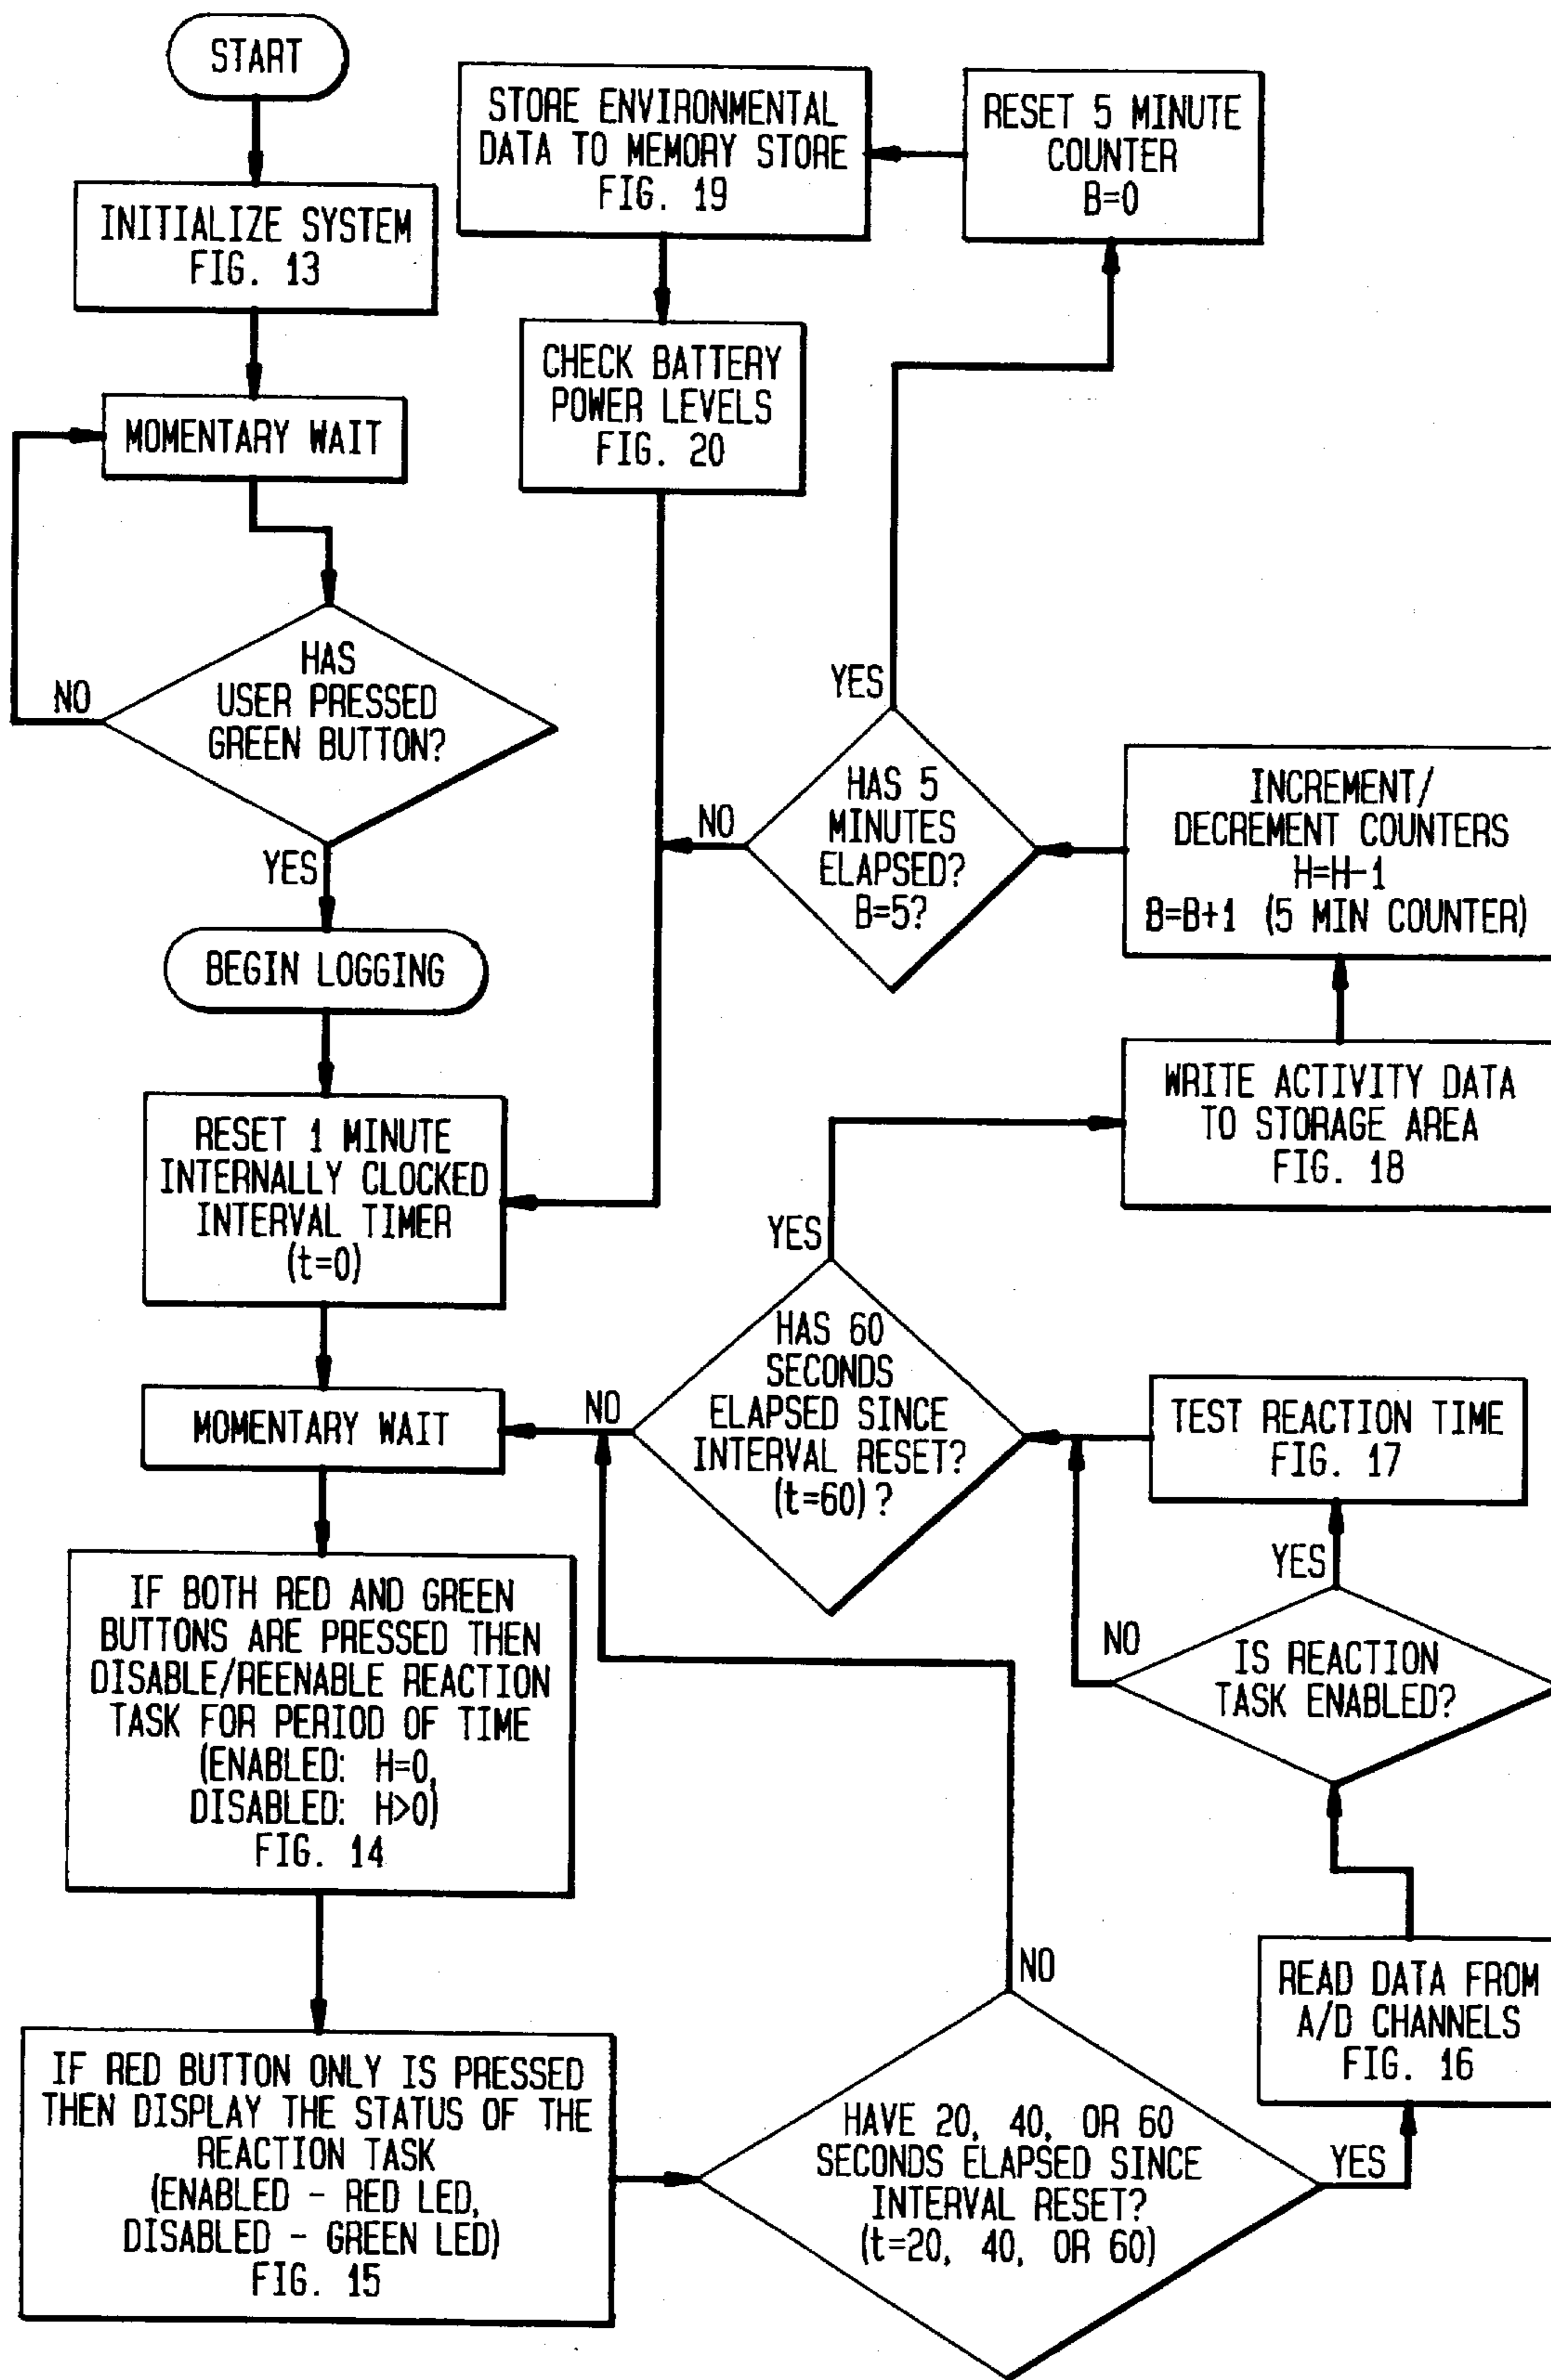 START
INITIALIZE SYSTEM
FIG. 13
MOMENTARY WAIT
HAS
USER PRESSED
GREEN BUTTON?
NO
YES
BEGIN LOGGING
RESET 1 MINUTE
INTERNALLY CLOCKED
INTERVAL TIMER
(t=0)
MOMENTARY WAIT
IF BOTH RED AND GREEN
BUTTONS ARE PRESSED THEN
DISABLE/REENABLE REACTION
TASK FOR PERIOD OF TIME
(ENABLED: H=0,
DISABLED: H>0)
FIG. 14
IF RED BUTTON ONLY IS PRESSED
THEN DISPLAY THE STATUS OF THE
REACTION TASK
(ENABLED - RED LED,
DISABLED - GREEN LED)
FIG. 15
HAVE 20, 40, OR 60
SECONDS ELAPSED SINCE
INTERVAL RESET?
(t=20, 40, OR 60)
NO
YES
READ DATA FROM
A/D CHANNELS
FIG. 16
IS REACTION
TASK ENABLED?
NO
YES
TEST REACTION TIME
FIG. 17
HAS 60
SECONDS
ELAPSED SINCE
INTERVAL RESET?
(t=60)?
NO
YES
WRITE ACTIVITY DATA
TO STORAGE AREA
FIG. 18
INCREMENT/
DECREMENT COUNTERS
H=H-1
B=B+1 (5 MIN COUNTER)
HAS 5
MINUTES
ELAPSED?
B=5?
NO
YES
RESET 5 MINUTE
COUNTER
B=0
STORE ENVIRONMENTAL
DATA TO MEMORY STORE
FIG. 19
CHECK BATTERY
POWER LEVELS
FIG. 20